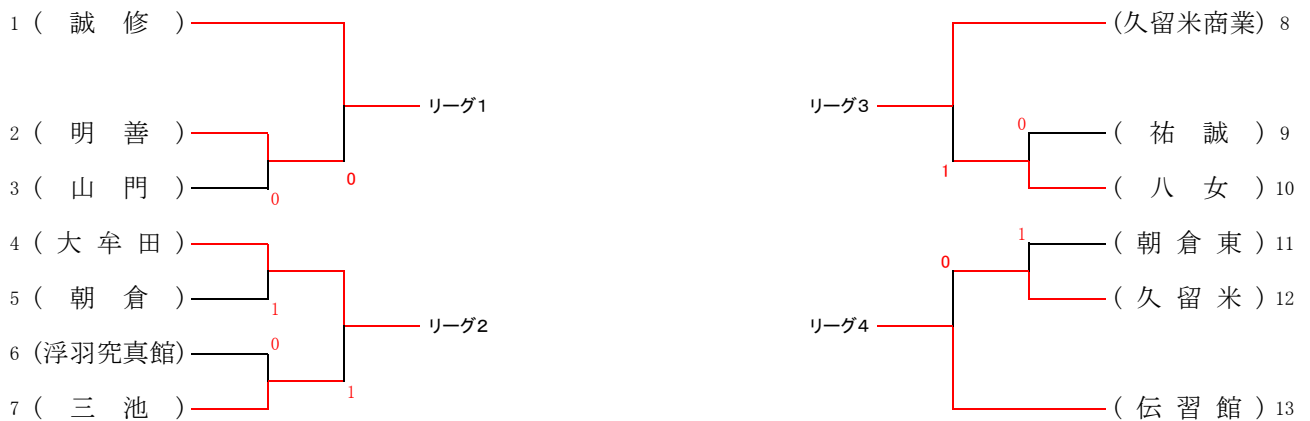 1 ( 誠 修 )
リーグ1
2 ( 明 善 )
0
3 ( 山 門 )
0
4 ( 大 牟 田 )
5 ( 朝 倉 )
1
リーグ2
6 (浮羽究真館)
0
7 ( 三 池 )
1
(久留米商業) 8
リーグ3
0
( 祐 誠 ) 9
1
( 八 女 ) 10
1
( 朝 倉 東 ) 11
0
( 久 留 米 ) 12
リーグ4
( 伝 習 館 ) 13